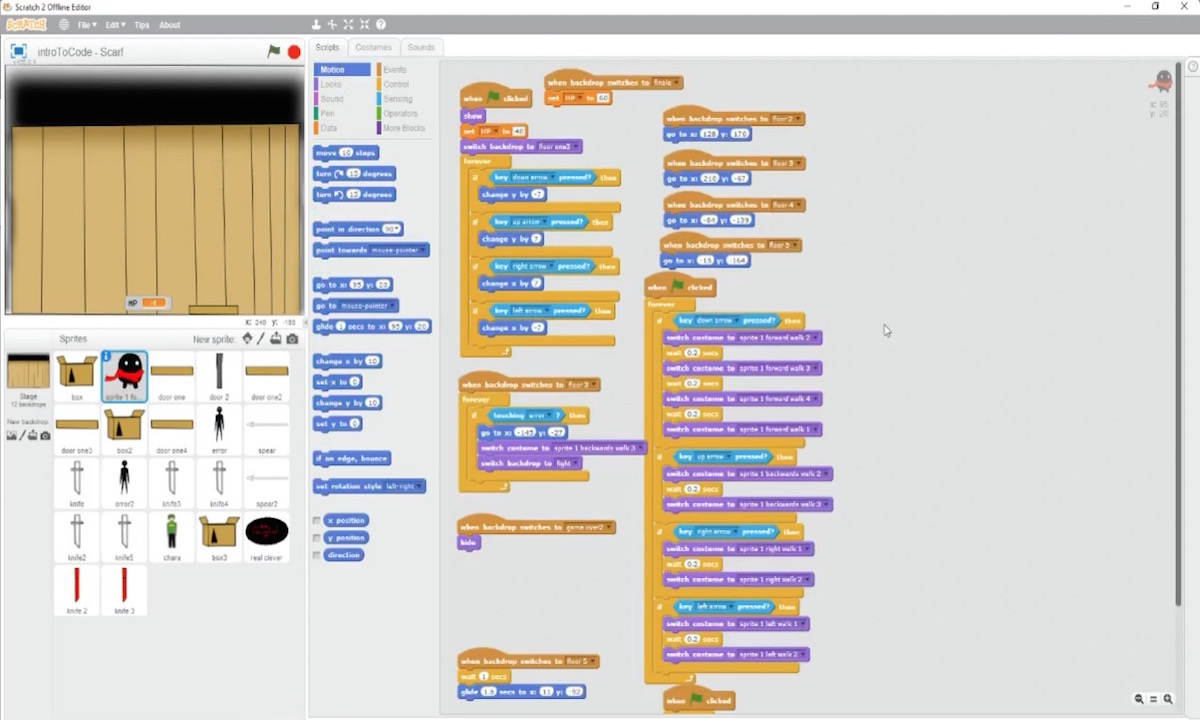 Scratch 2 Offline Editor
SCRATCH File Edit Tips About
introToCode - Scarf
HP
Sprites New sprite:
Stage
12 backdrops
New backdrop:
box
sprite 1 fo...
door one
door 2
door one2
door one3
box2
door one4
error
spear
knife
error2
knife3
knife4
spear2
knife2
knife5
chara
box3
real clever
knife 2
knife 3
Scripts Costumes Sounds
Motion Events
Looks Control
Sound Sensing
Pen Operators
Data More Blocks
move 10 steps
turn 15 degrees
turn 15 degrees
point in direction 90
point towards mouse-pointer
go to x: 95 y: 20
go to mouse-pointer
glide 1 secs to x: 95 y: 20
change x by 10
set x to 0
change y by 10
set y to 0
if on edge, bounce
set rotation style left-right
x position
y position
direction
when clicked
show
set HP to 40
switch backdrop to floor one2
forever
if key down arrow pressed? then
change y by -7
if key up arrow pressed? then
change y by 7
if key right arrow pressed? then
change x by 7
if key left arrow pressed? then
change x by -7
when backdrop switches to finale
set HP to 60
when backdrop switches to floor 3
forever
if touching error ? then
go to x: -145 y: -27
switch costume to sprite 1 backwards walk 3
switch backdrop to fight
when backdrop switches to game over2
hide
when backdrop switches to floor 5
wait 1 secs
glide 1.5 secs to x: 11 y: -52
when backdrop switches to floor 2
go to x: 128 y: 170
when backdrop switches to floor 3
go to x: 210 y: -67
when backdrop switches to floor 4
go to x: -84 y: -129
when backdrop switches to floor 5
go to x: -15 y: -164
when clicked
forever
if key down arrow pressed? then
switch costume to sprite 1 forward walk 2
wait 0.2 secs
switch costume to sprite 1 forward walk 3
wait 0.2 secs
switch costume to sprite 1 forward walk 4
wait 0.2 secs
switch costume to sprite 1 forward walk 1
if key up arrow pressed? then
switch costume to sprite 1 backwards walk 2
wait 0.2 secs
switch costume to sprite 1 backwards walk 3
if key right arrow pressed? then
switch costume to sprite 1 right walk 1
wait 0.2 secs
switch costume to sprite 1 right walk 2
if key left arrow pressed? then
switch costume to sprite 1 left walk 1
wait 0.2 secs
switch costume to sprite 1 left walk 2
when clicked
x: 95
y: 20